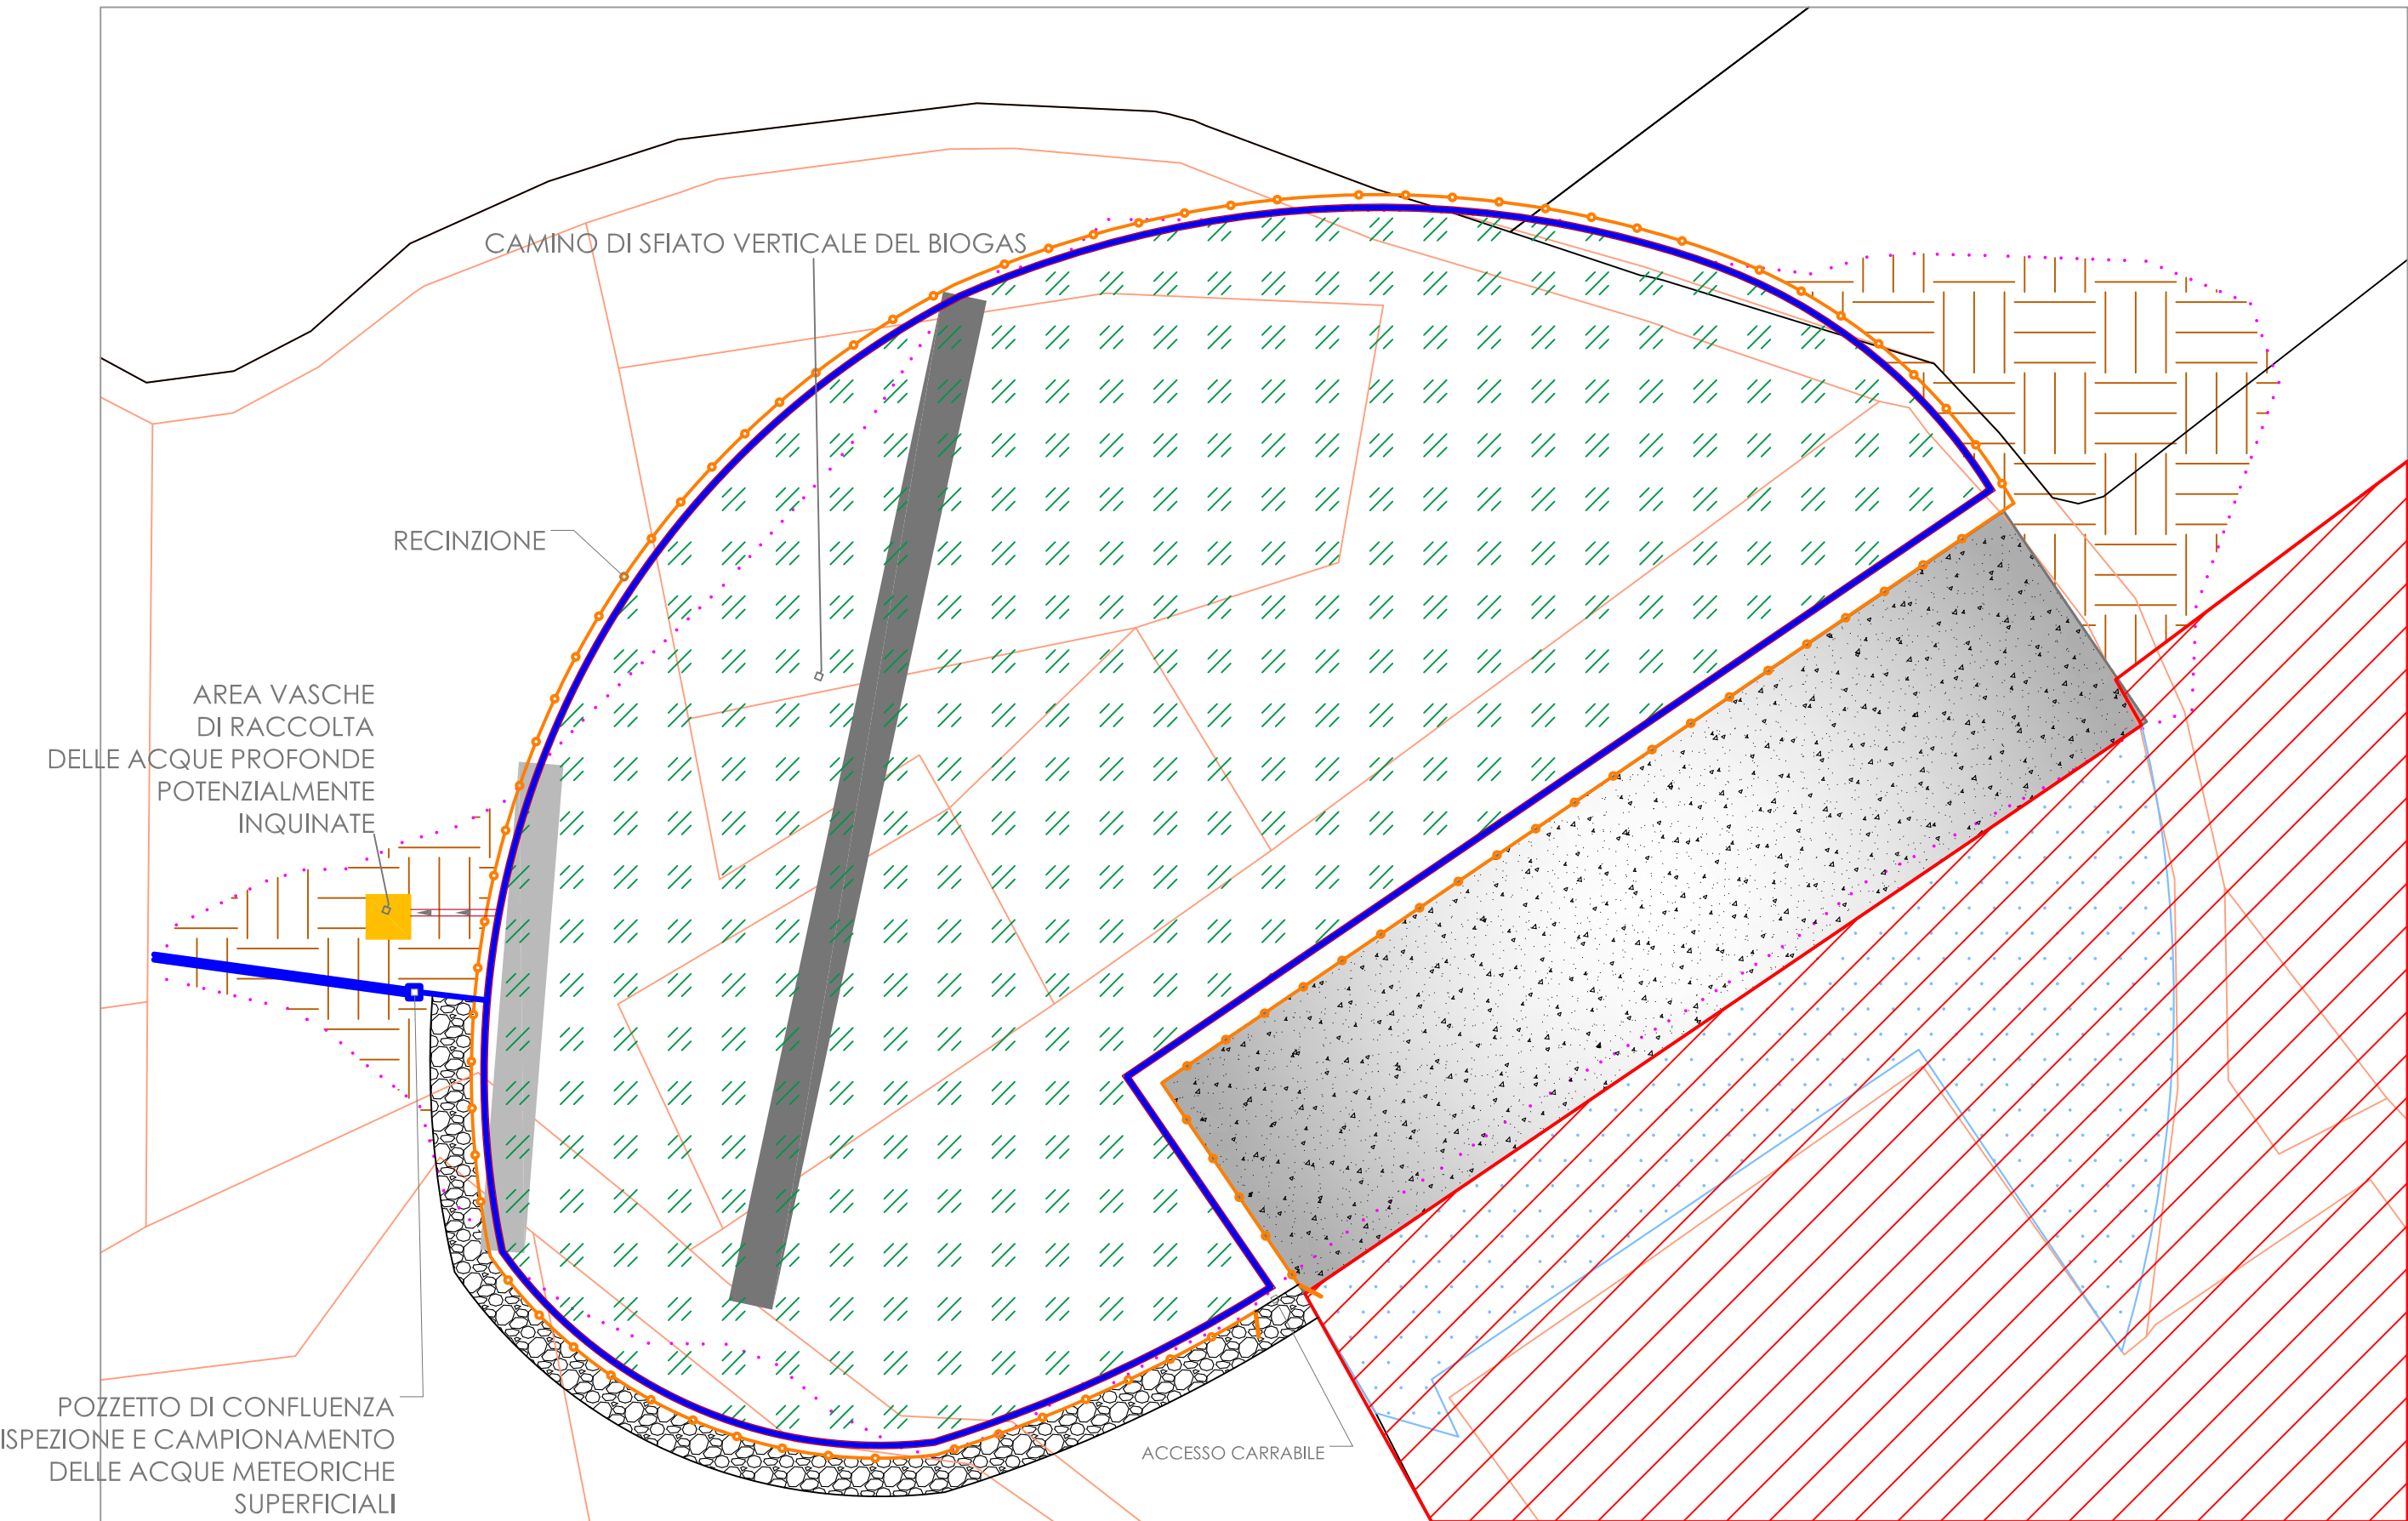 CAMINO DI SFIATO VERTICALE DEL BIOGAS
RECINZIONE
AREA VASCHE
DI RACCOLTA
DELLE ACQUE PROFONDE
POTENZIALMENTE
INQUINATE
POZZETTO DI CONFLUENZA
ISPEZIONE E CAMPIONAMENTO
DELLE ACQUE METEORICHE
SUPERFICIALI
ACCESSO CARRABILE